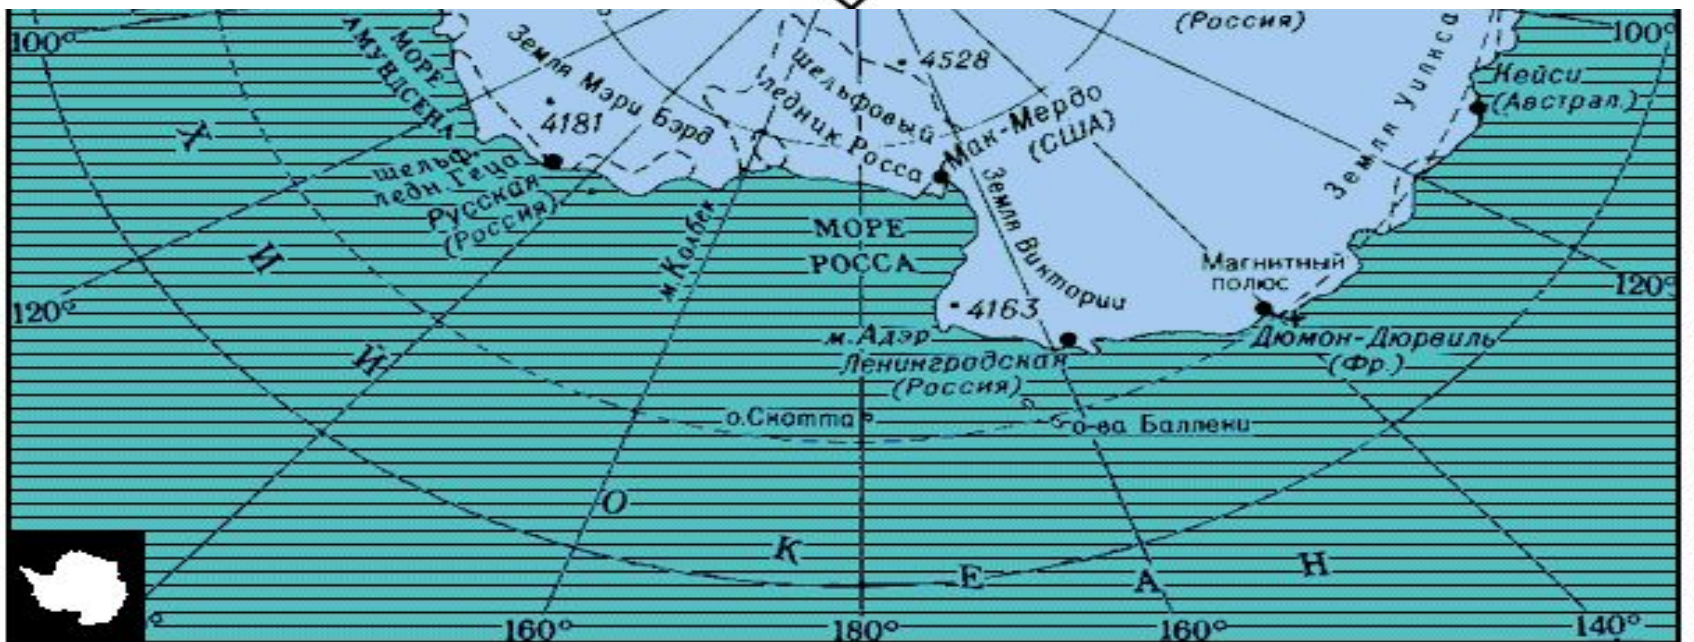 (Россия)
100°
100°
МОРЕ
АМУНДСЕНА
Земля Мэри Бэрд
4181
шельфовый
ледник Росса
4528
Мак-Мердо
(США)
Земля Уилкса
Кейси
(Австрал.)
шельф.
ледн. Геца
Русская
(Россия)
м Колбек
МОРЕ
РОССА
Земля Виктории
4163
Магнитный
полюс
120°
120°
м. Адэр
Ленинградская
(Россия)
Дюмон-Дюрвиль
(Фр.)
о. Скотта
о-ва Баллени
Х И Й
О К Е А Н
160°
180°
160°
140°